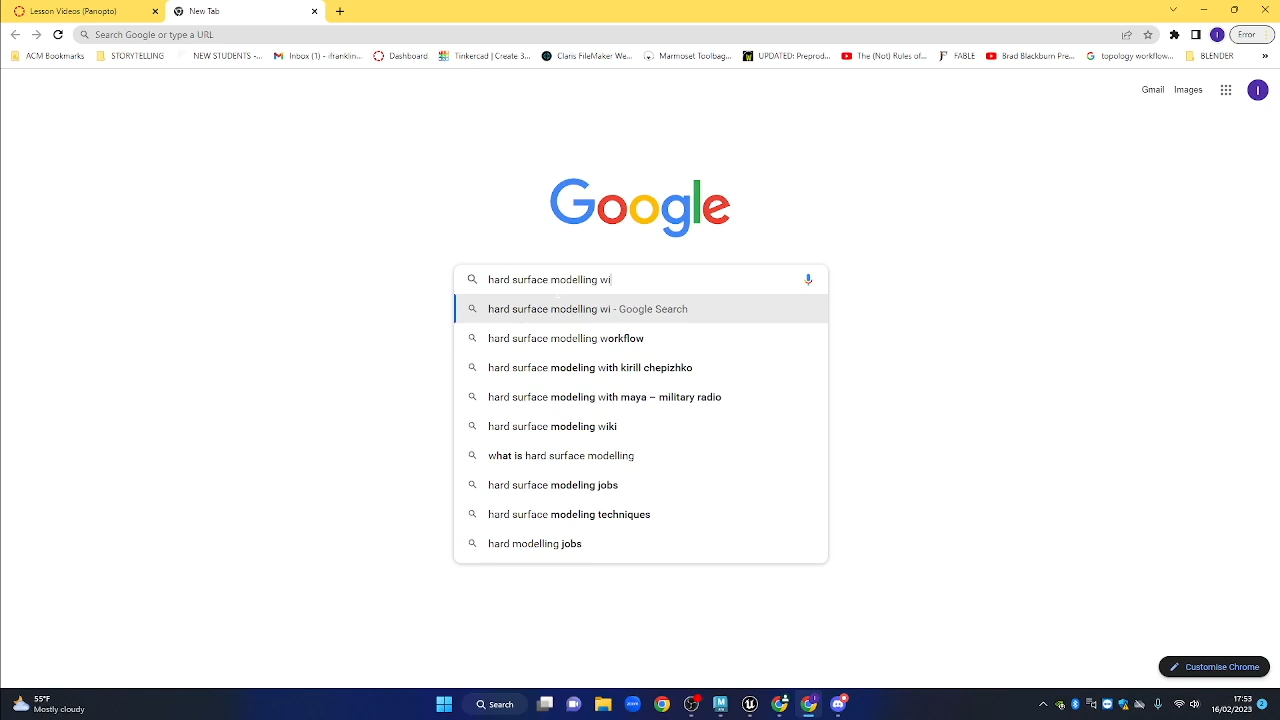 Lesson Videos (Panopto)
New Tab
Search Google or type a URL
Error
ACM Bookmarks
STORYTELLING
NEW STUDENTS -...
Inbox (1) - ifranklin...
Dashboard
Tinkercad | Create 3...
Claris FileMaker We...
Marmoset Toolbag...
UPDATED: Preprod...
The (Not) Rules of...
FABLE
Brad Blackburn Pre...
topology workflow...
BLENDER
»
Gmail
Images
I
Google
hard surface modelling wi
hard surface modelling wi - Google Search
hard surface modelling workflow
hard surface modeling with kirill chepizhko
hard surface modeling with maya – military radio
hard surface modeling wiki
what is hard surface modelling
hard surface modeling jobs
hard surface modeling techniques
hard modelling jobs
Customise Chrome
55°F
Mostly cloudy
Search
zoom
17:53
16/02/2023
2